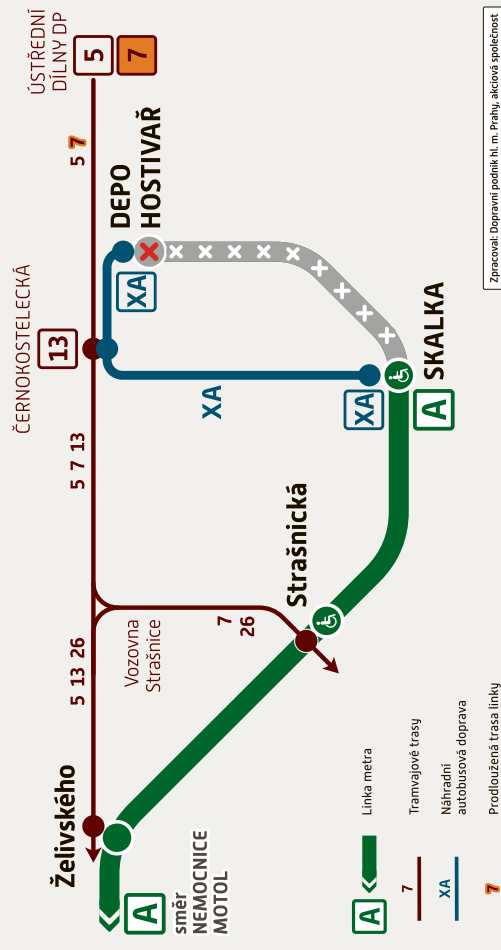 ÚSTŘEDNÍ
DÍLNY DP
5
7
5 7
DEPO
HOSTIVAŘ
XA
ČERNOKOSTELECKÁ
13
XA
XA
SKALKA
A
5 7 13
Strašnická
7
26
Vozovna
Strašnice
5 13 26
Želivského
A
směr
NEMOCNICE
MOTOL
A
Linka metra
7
Tramvajové trasy
XA
Náhradní
autobusová doprava
7
Prodloužená trasa linky
Zpracoval: Dopravní podnik hl. m. Prahy, akciová společnost